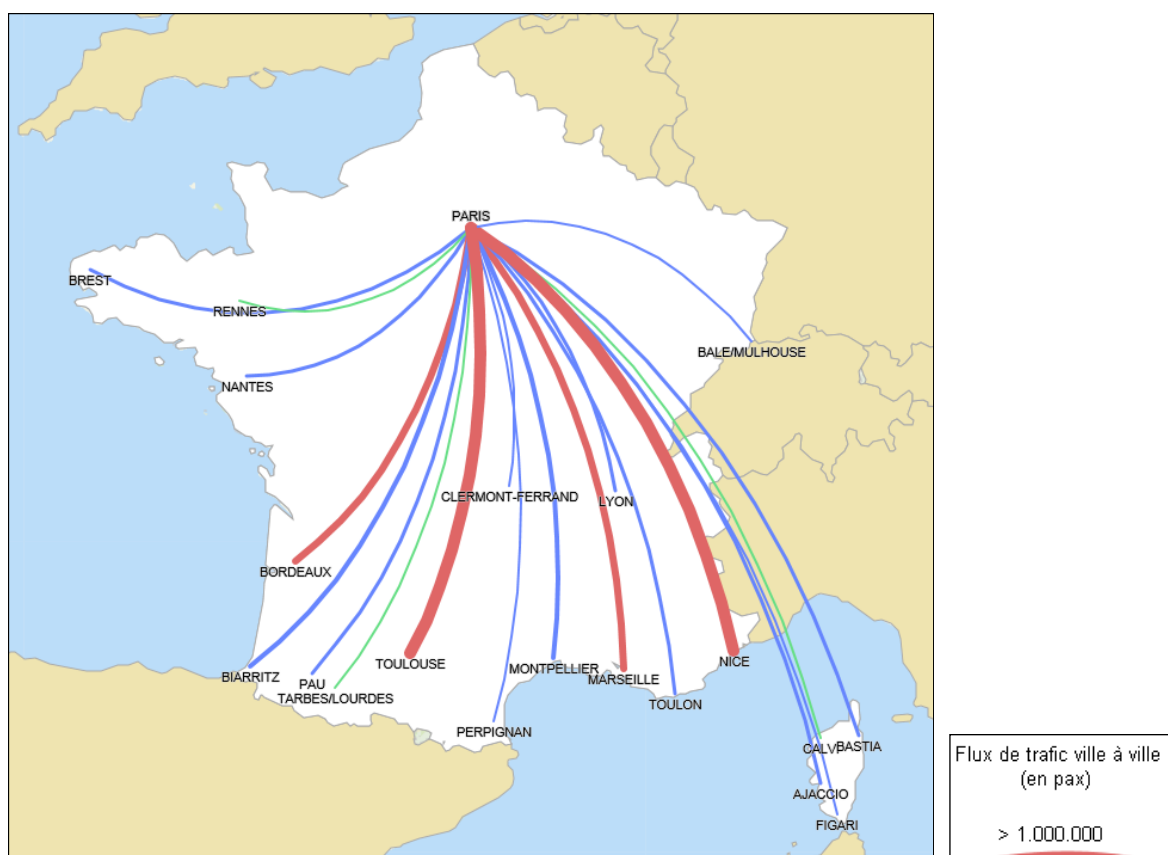 PARIS
BREST
RENNES
BALE/MULHOUSE
NANTES
CLERMONT-FERRAND
LYON
BORDEAUX
TOULOUSE
NICE
BIARRITZ
PAU
MONTPELLIER
MARSEILLE
TARBES/LOURDES
TOULON
PERPIGNAN
CALVI
BASTIA
AJACCIO
FIGARI
Flux de trafic ville à ville
(en pax)
> 1.000.000